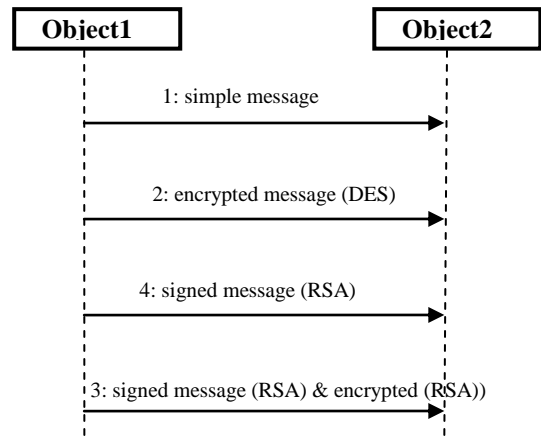 Object1
Object2
1: simple message
2: encrypted message (DES)
4: signed message (RSA)
3: signed message (RSA) & encrypted (RSA))